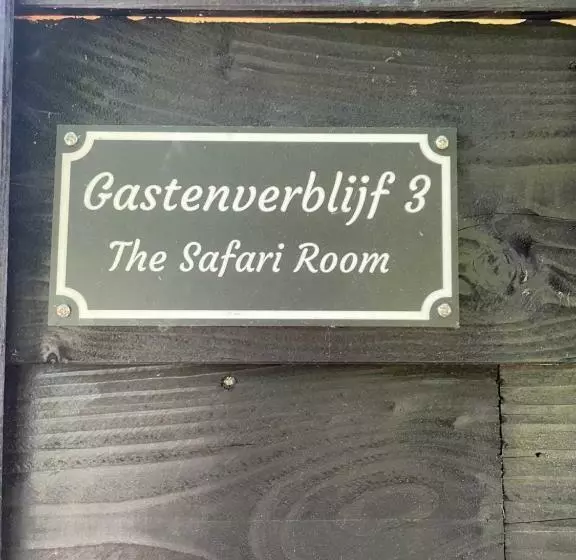 Gastenverblijf 3
The Safari Room